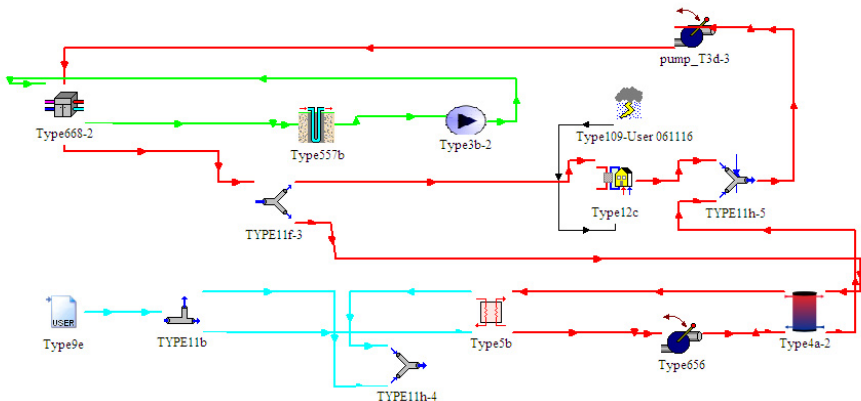 pump_T3d-3
Type668-2
Type557b
Type3b-2
Type109-User 061116
Type12c
TYPE11h-5
TYPE11f-3
USER
Type9e
TYPE11b
Type5b
Type656
Type4a-2
TYPE11h-4